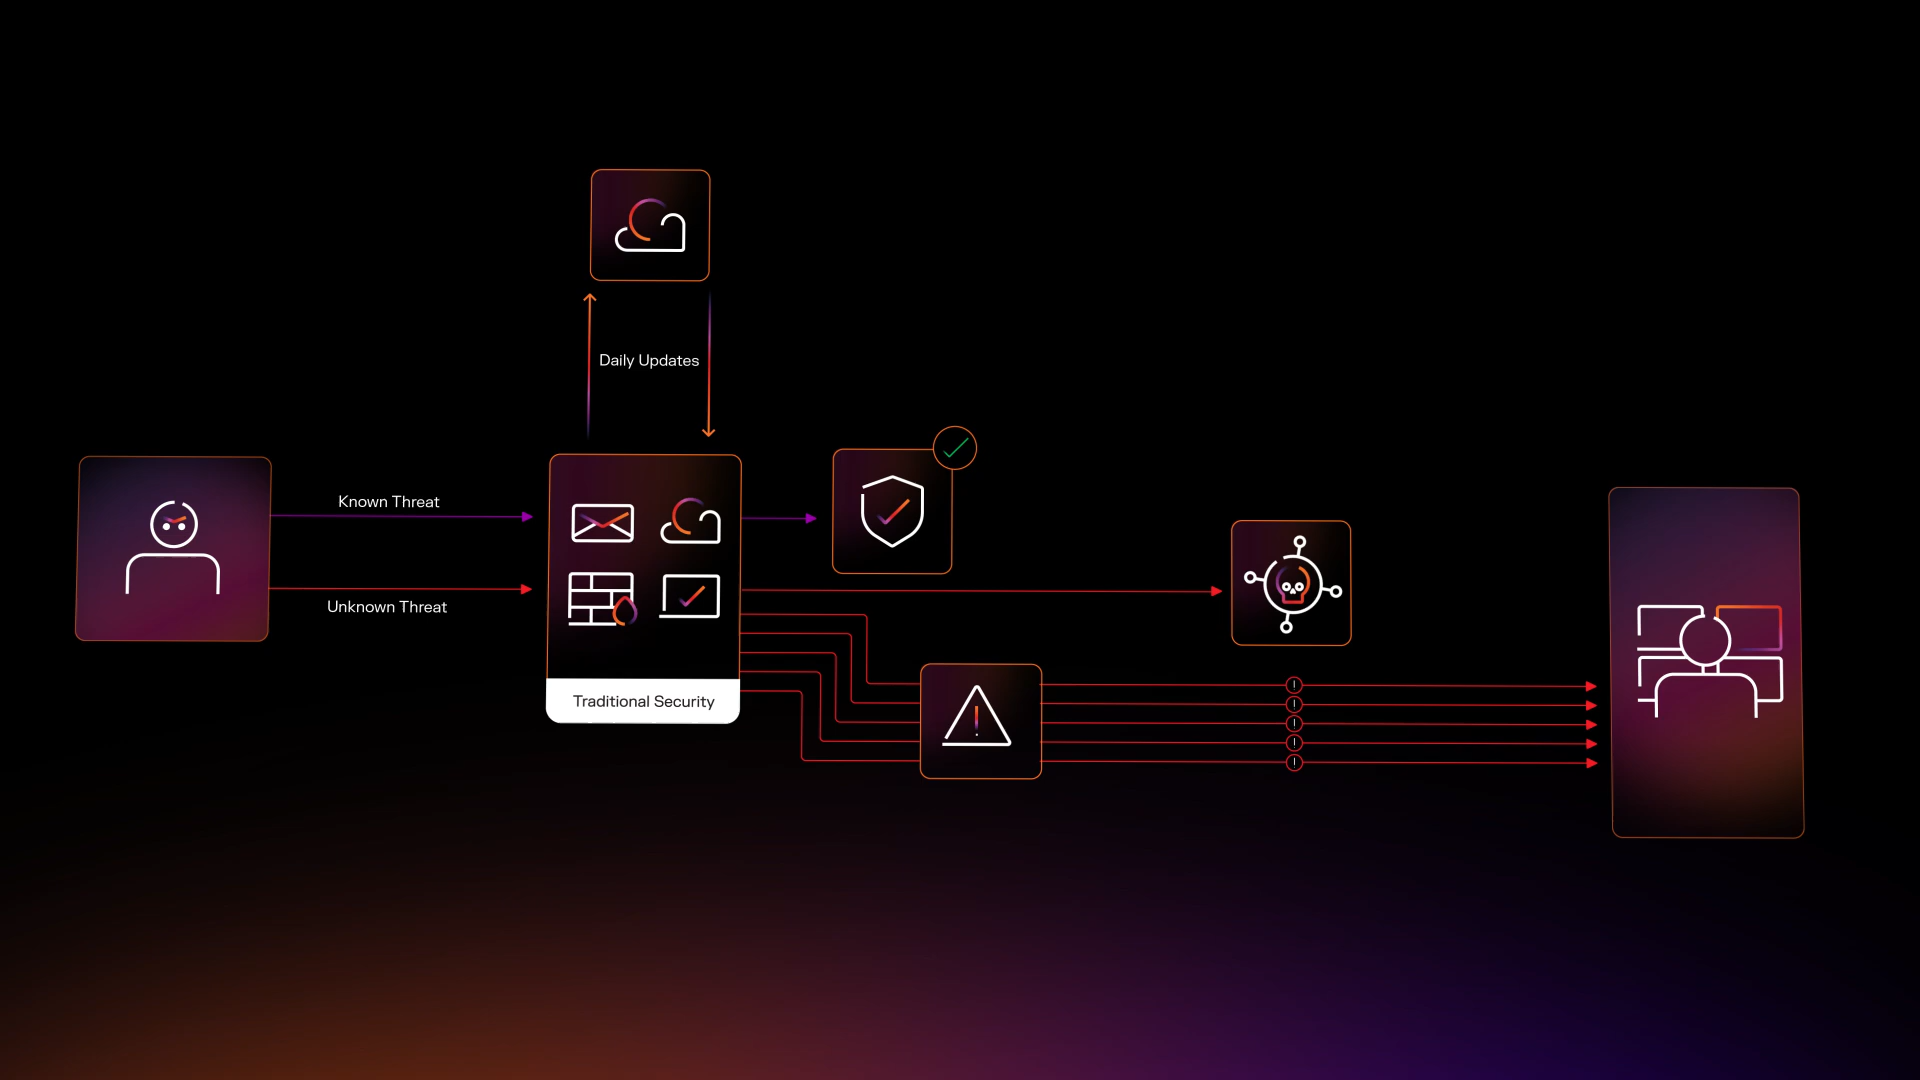 Daily Updates
Known Threat
Unknown Threat
Traditional Security